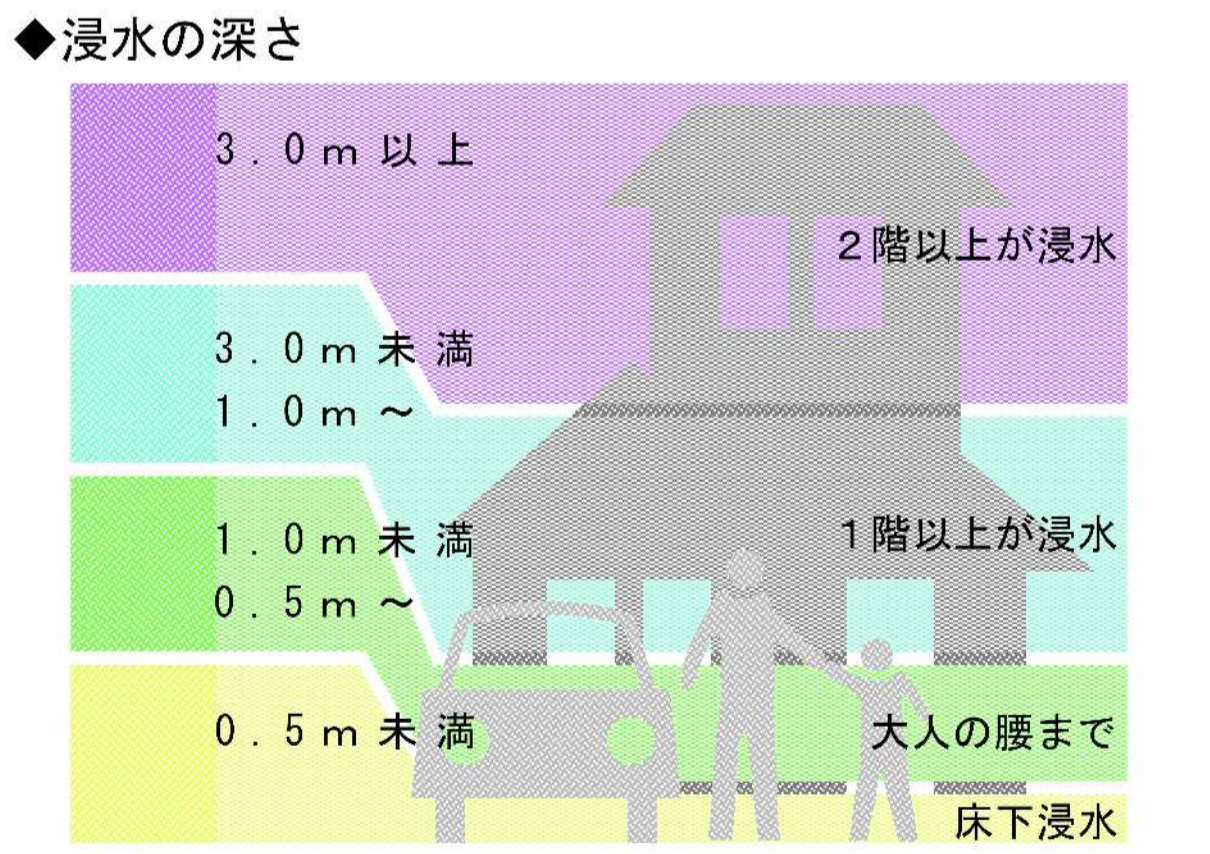 ◆浸水の深さ
3.0m以上
2階以上が浸水
3.0m未満
1.0m～
1階以上が浸水
1.0m未満
0.5m～
0.5m未満
大人の腰まで
床下浸水